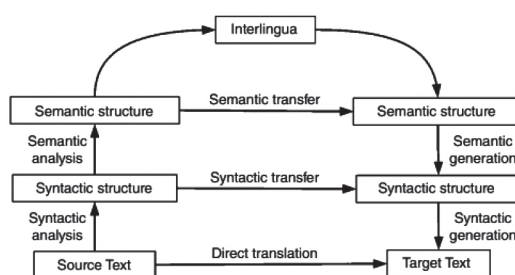 Interlingua
Semantic structure
Semantic transfer
Semantic structure
Semantic
analysis
Semantic
generation
Syntactic structure
Syntactic transfer
Syntactic structure
Syntactic
analysis
Syntactic
generation
Source Text
Direct translation
Target Text